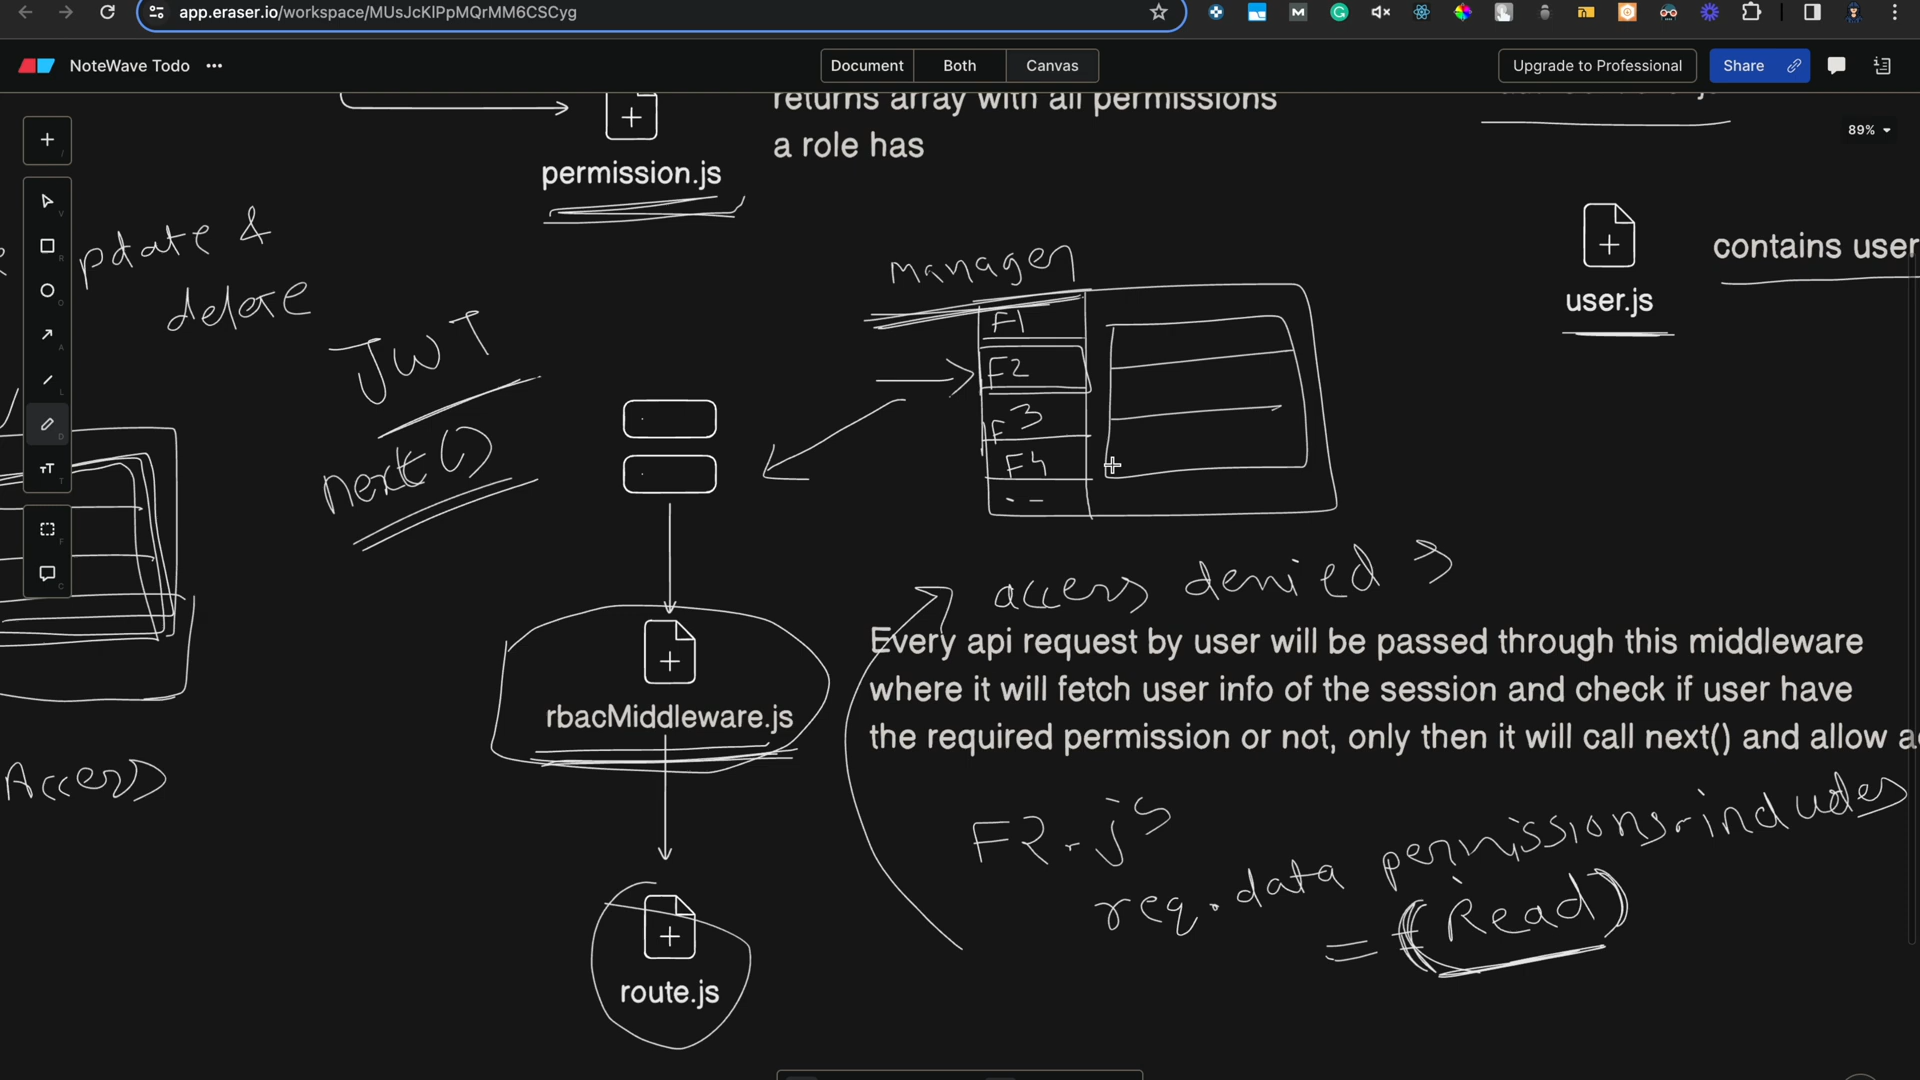 app.eraser.io/workspace/MUsJcKlPpMQrMM6CSCyg
NoteWave Todo
Document
Both
Canvas
Upgrade to Professional
Share
89%
returns array with all permissions
a role has
permission.js
user.js
contains user
pdate &
delete
JWT
next()
manager
F1
F2
F3
F4
access denied
Every api request by user will be passed through this middleware
where it will fetch user info of the session and check if user have
the required permission or not, only then it will call next() and allow a
rbacMiddleware.js
Access
F2.js
req.data permissions.includes
= (Read)
route.js